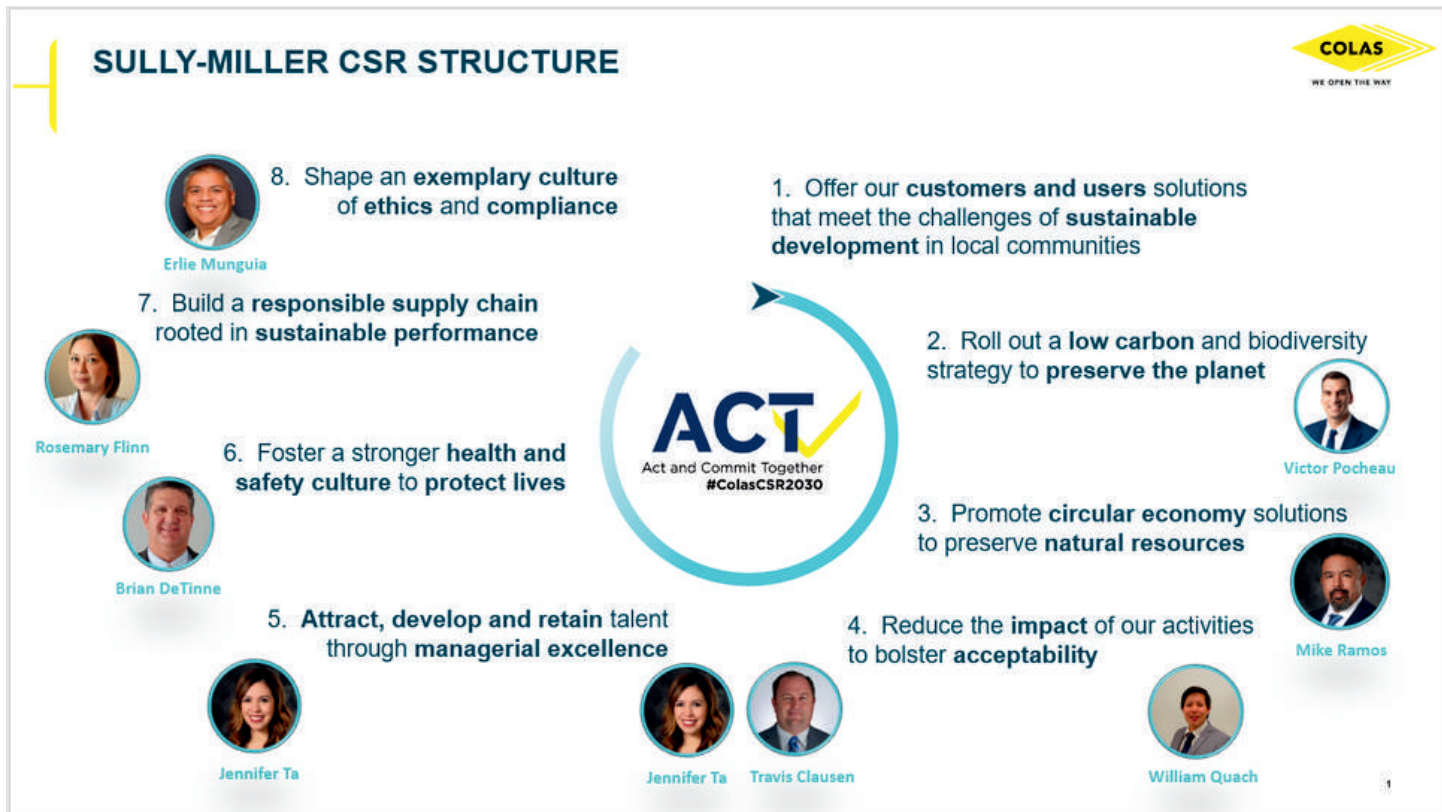 SULLY-MILLER CSR STRUCTURE
COLAS
WE OPEN THE WAY
8. Shape an exemplary culture
of ethics and compliance
Erlie Munguia
1. Offer our customers and users solutions
that meet the challenges of sustainable
development in local communities
7. Build a responsible supply chain
rooted in sustainable performance
Rosemary Flinn
2. Roll out a low carbon and biodiversity
strategy to preserve the planet
Victor Pocheau
ACT
Act and Commit Together
#ColasCSR2030
6. Foster a stronger health and
safety culture to protect lives
Brian DeTinne
3. Promote circular economy solutions
to preserve natural resources
Mike Ramos
5. Attract, develop and retain talent
through managerial excellence
Jennifer Ta
Jennifer Ta
Travis Clausen
4. Reduce the impact of our activities
to bolster acceptability
William Quach
1